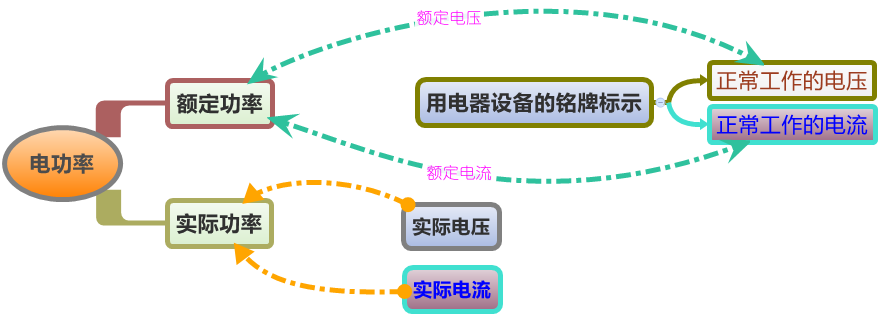 额定电压
正常工作的电压
额定功率
用电器设备的铭牌标示
正常工作的电流
电功率
额定电流
实际功率
实际电压
实际电流